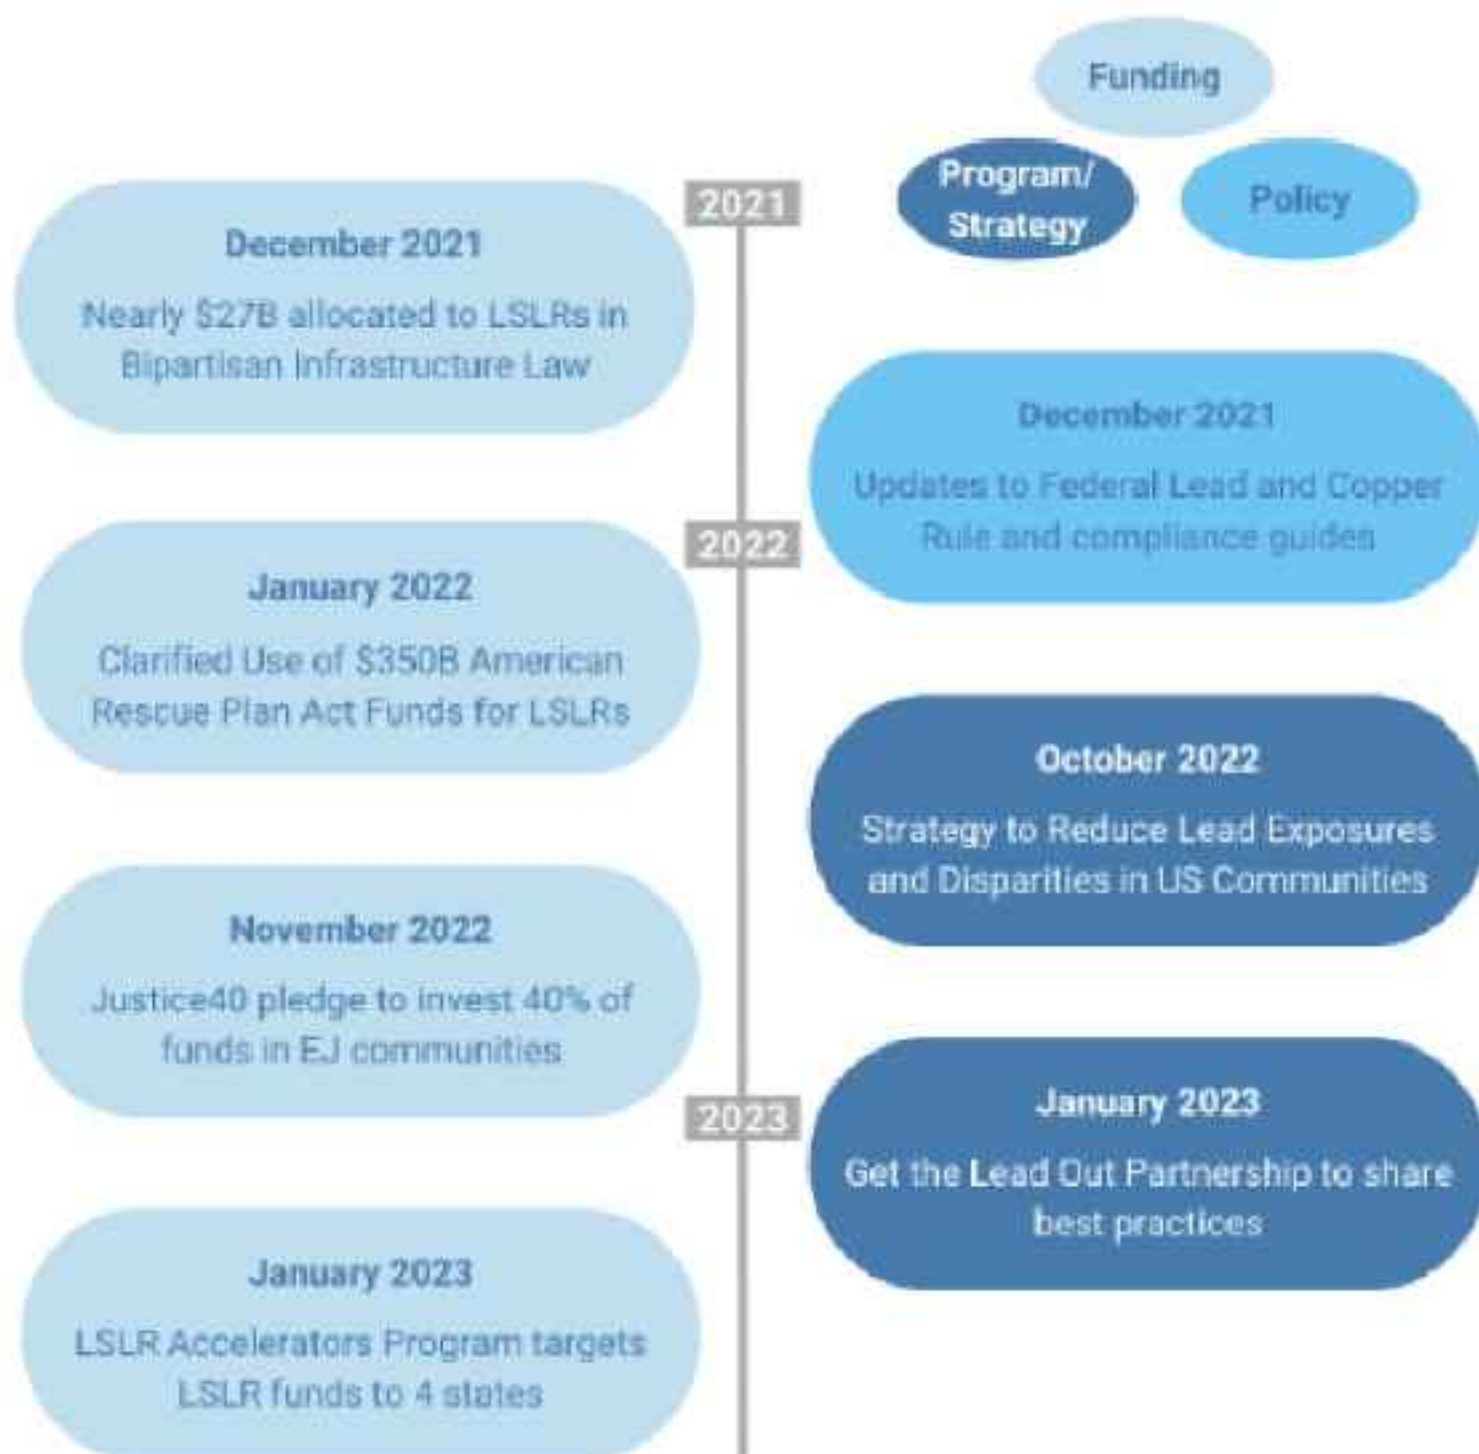 Funding
Program/
Strategy
Policy
2021
December 2021
Nearly $27B allocated to LSLRs in
Bipartisan Infrastructure Law
December 2021
Updates to Federal Lead and Copper
Rule and compliance guides
2022
January 2022
Clarified Use of $350B American
Rescue Plan Act Funds for LSLRs
October 2022
Strategy to Reduce Lead Exposures
and Disparities in US Communities
November 2022
Justice40 pledge to invest 40% of
funds in EJ communities
2023
January 2023
Get the Lead Out Partnership to share
best practices
January 2023
LSLR Accelerators Program targets
LSLR funds to 4 states